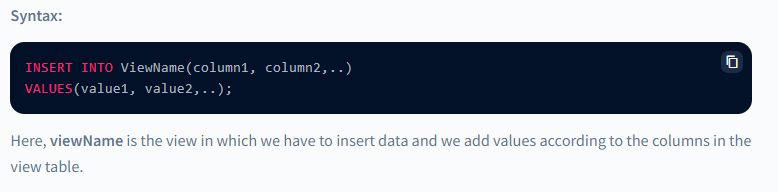 Syntax:
INSERT INTO ViewName(column1, column2,..)
VALUES(value1, value2,..);
Here, viewName is the view in which we have to insert data and we add values according to the columns in the
view table.